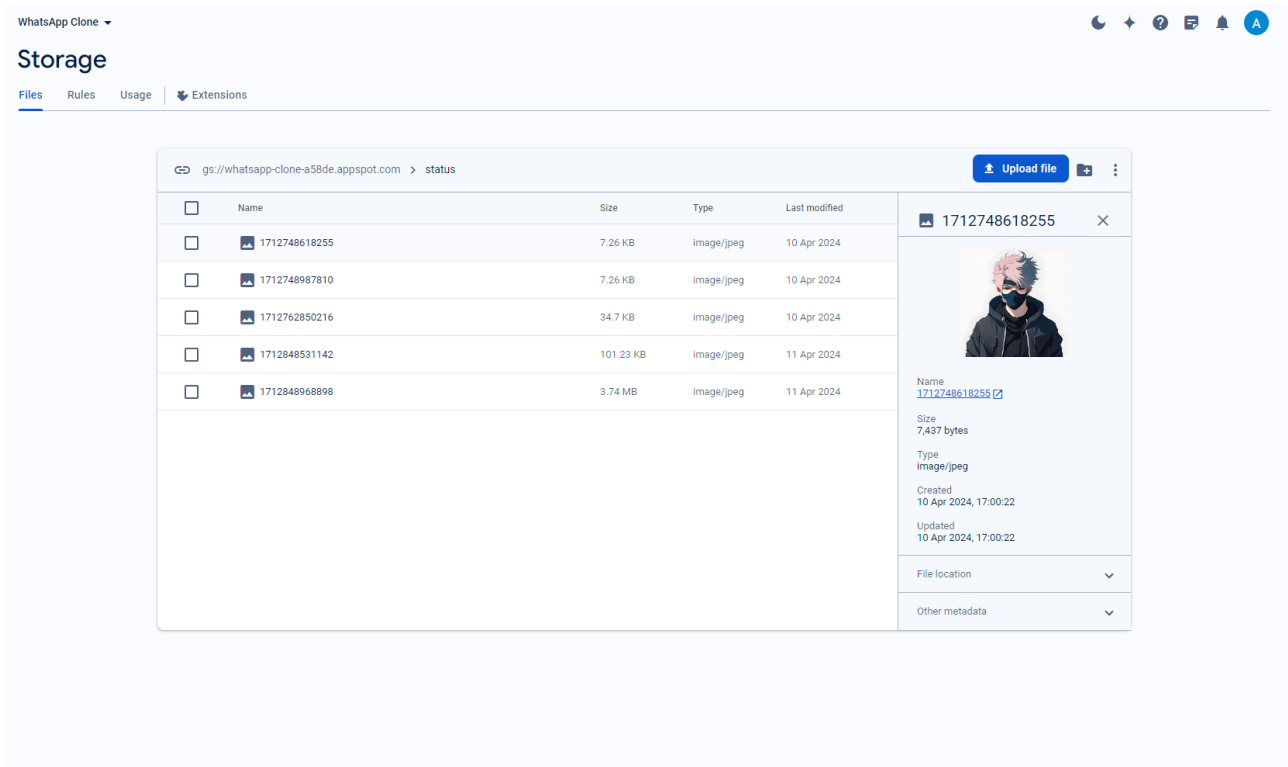 WhatsApp Clone
A
Storage
Files Rules Usage Extensions
gs://whatsapp-clone-a58de.appspot.com > status
Upload file
Name Size Type Last modified
1712748618255 7.26 KB image/jpeg 10 Apr 2024
1712748987810 7.26 KB image/jpeg 10 Apr 2024
1712762850216 34.7 KB image/jpeg 10 Apr 2024
1712848531142 101.23 KB image/jpeg 11 Apr 2024
1712848968898 3.74 MB image/jpeg 11 Apr 2024
1712748618255
Name
1712748618255
Size
7,437 bytes
Type
image/jpeg
Created
10 Apr 2024, 17:00:22
Updated
10 Apr 2024, 17:00:22
File location
Other metadata